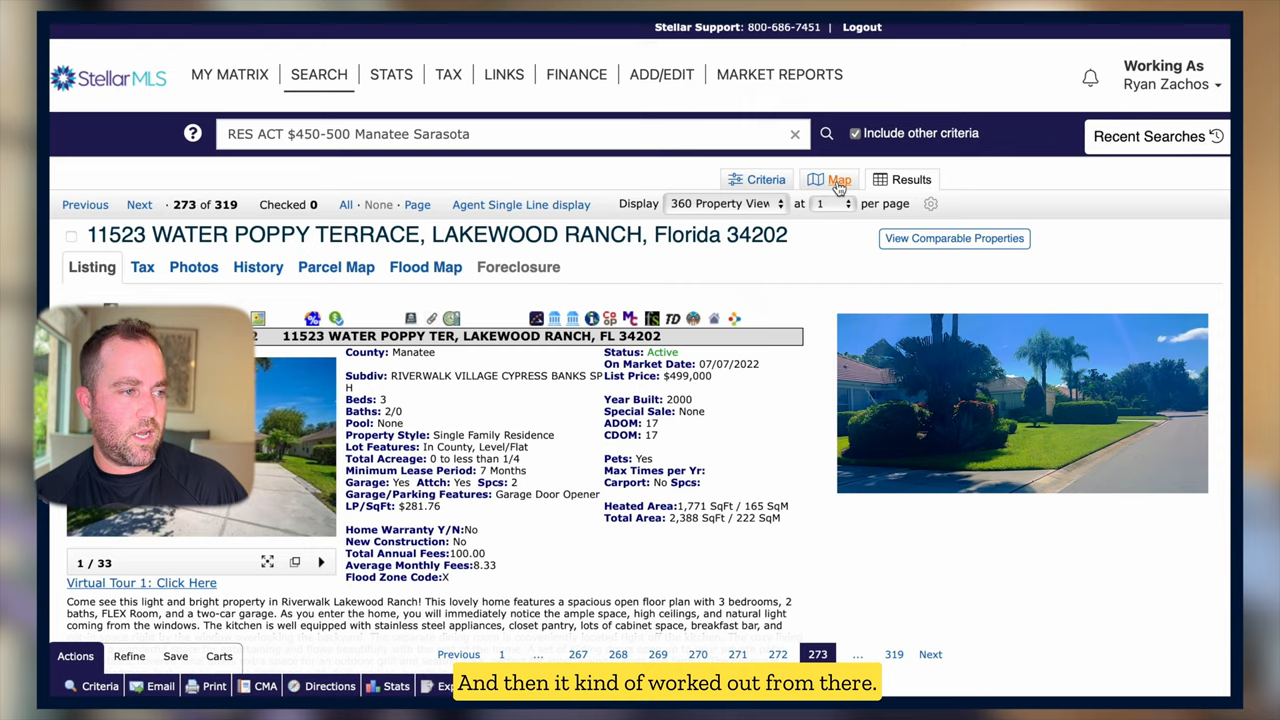 Stellar Support: 800-686-7451 | Logout
StellarMLS
MY MATRIX SEARCH STATS TAX LINKS FINANCE ADD/EDIT MARKET REPORTS
Working As
Ryan Zachos
? RES ACT $450-500 Manatee Sarasota × Include other criteria
Recent Searches
Criteria Map Results
Previous Next · 273 of 319 Checked 0 All · None · Page Agent Single Line display Display 360 Property View at 1 per page
11523 WATER POPPY TERRACE, LAKEWOOD RANCH, Florida 34202
View Comparable Properties
Listing Tax Photos History Parcel Map Flood Map Foreclosure
11523 WATER POPPY TER, LAKEWOOD RANCH, FL 34202
County: Manatee
Status: Active
On Market Date: 07/07/2022
Subdiv: RIVERWALK VILLAGE CYPRESS BANKS SP
H
List Price: $499,000
Beds: 3
Year Built: 2000
Baths: 2/0
Special Sale: None
Pool: None
ADOM: 17
Property Style: Single Family Residence
CDOM: 17
Lot Features: In County, Level/Flat
Total Acreage: 0 to less than 1/4
Pets: Yes
Minimum Lease Period: 7 Months
Max Times per Yr:
Garage: Yes Attch: Yes Spcs: 2
Carport: No Spcs:
Garage/Parking Features: Garage Door Opener
LP/SqFt: $281.76
Heated Area:1,771 SqFt / 165 SqM
Total Area: 2,388 SqFt / 222 SqM
Home Warranty Y/N:No
New Construction: No
Total Annual Fees:100.00
Average Monthly Fees:8.33
Flood Zone Code:X
1 / 33
Virtual Tour 1: Click Here
Come see this light and bright property in Riverwalk Lakewood Ranch! This lovely home features a spacious open floor plan with 3 bedrooms, 2
baths, FLEX Room, and a two-car garage. As you enter the home, you will immediately notice the ample space, high ceilings, and natural light
coming from the windows. The kitchen is well equipped with stainless steel appliances, closet pantry, lots of cabinet space, breakfast bar, and
Actions Refine Save Carts
Previous 1 ... 267 268 269 270 271 272 273 ... 319 Next
Criteria Email Print CMA Directions Stats
And then it kind of worked out from there.